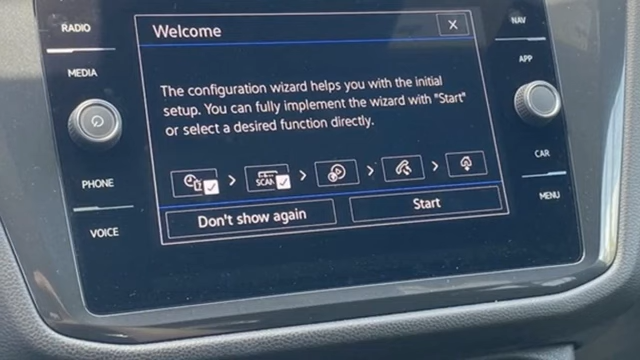 RADIO
MEDIA
PHONE
VOICE
Welcome
X
The configuration wizard helps you with the initial
setup. You can fully implement the wizard with "Start"
or select a desired function directly.
SCAN
Don't show again
Start
NAV
APP
CAR
MENU